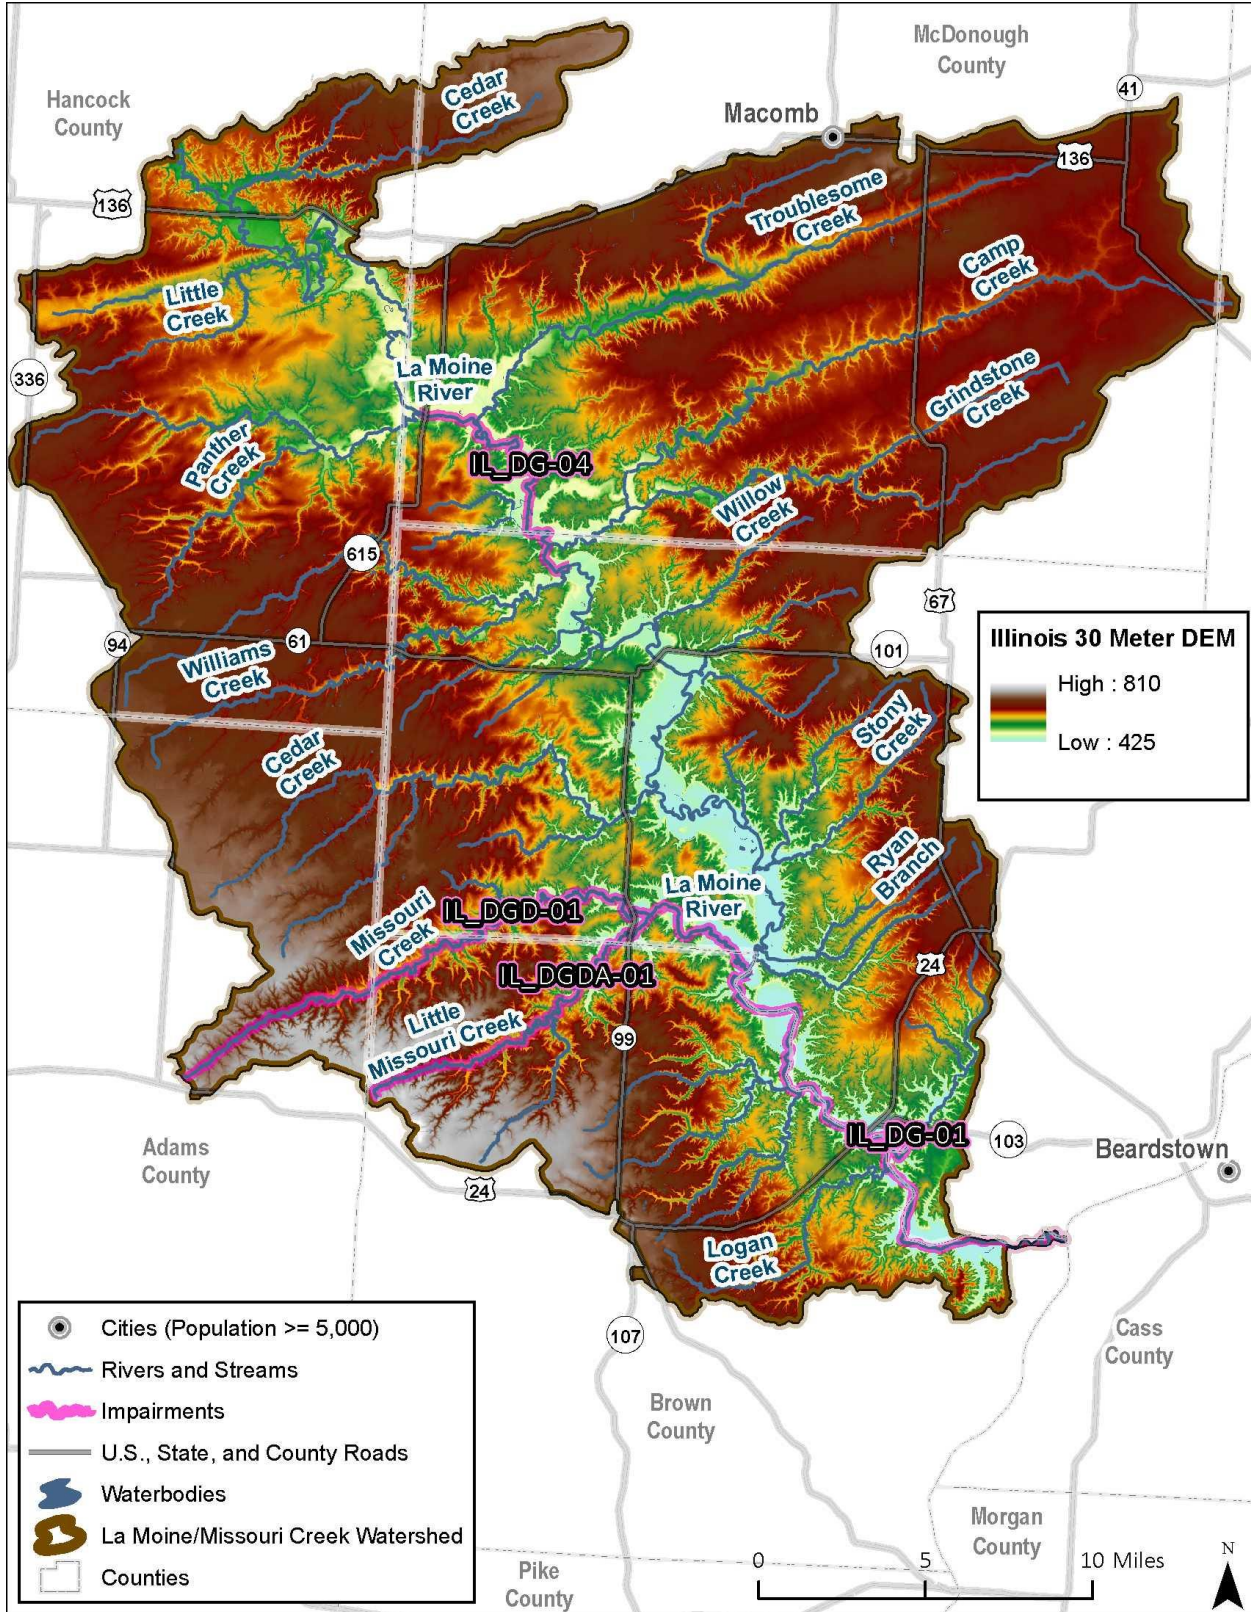 McDonough
County
Hancock
County
Cedar
Creek
41
Macomb
136
136
Troublesome
Creek
Camp
Creek
Little
Creek
336
La Moine
River
Grindstone
Creek
Panther
Creek
IL_DG-04
Willow
Creek
615
67
94
61
101
Williams
Creek
Illinois 30 Meter DEM
High : 810
Low : 425
Stony
Creek
Cedar
Creek
Ryan
Branch
La Moine
River
Missouri
Creek
IL_DGD-01
24
IL_DGDA-01
Little
Missouri Creek
99
IL_DG-01
103
Beardstown
Adams
County
24
Logan
Creek
107
Cass
County
Brown
County
Morgan
County
Pike
County
Cities (Population >= 5,000)
Rivers and Streams
Impairments
U.S., State, and County Roads
Waterbodies
La Moine/Missouri Creek Watershed
Counties
0 5 10 Miles
N